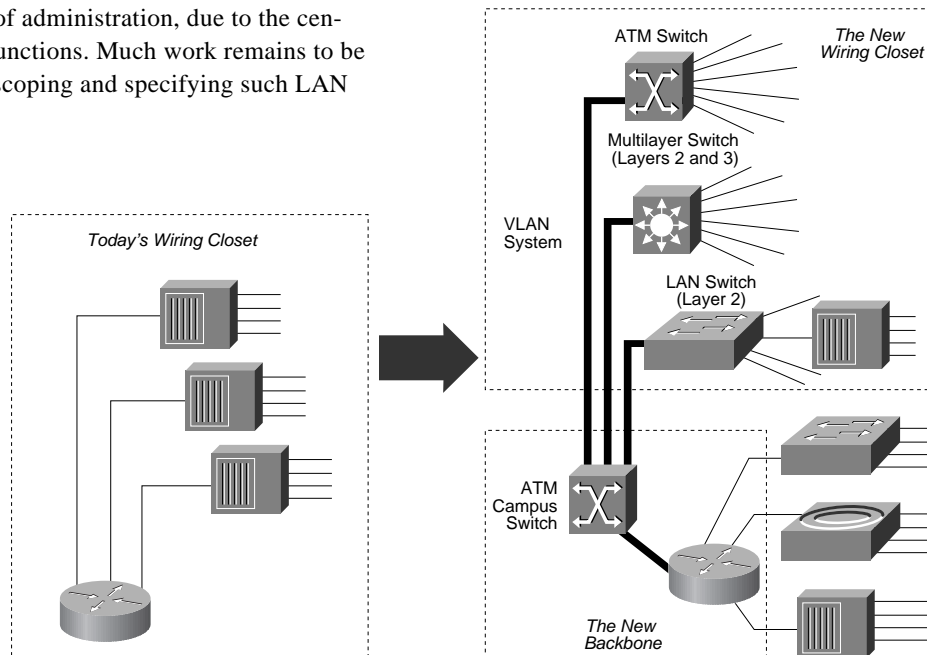 of administration, due to the cen-
unctions. Much work remains to be
scoping and specifying such LAN
Today's Wiring Closet
The New
Wiring Closet
ATM Switch
Multilayer Switch
(Layers 2 and 3)
VLAN
System
LAN Switch
(Layer 2)
ATM
Campus
Switch
The New
Backbone